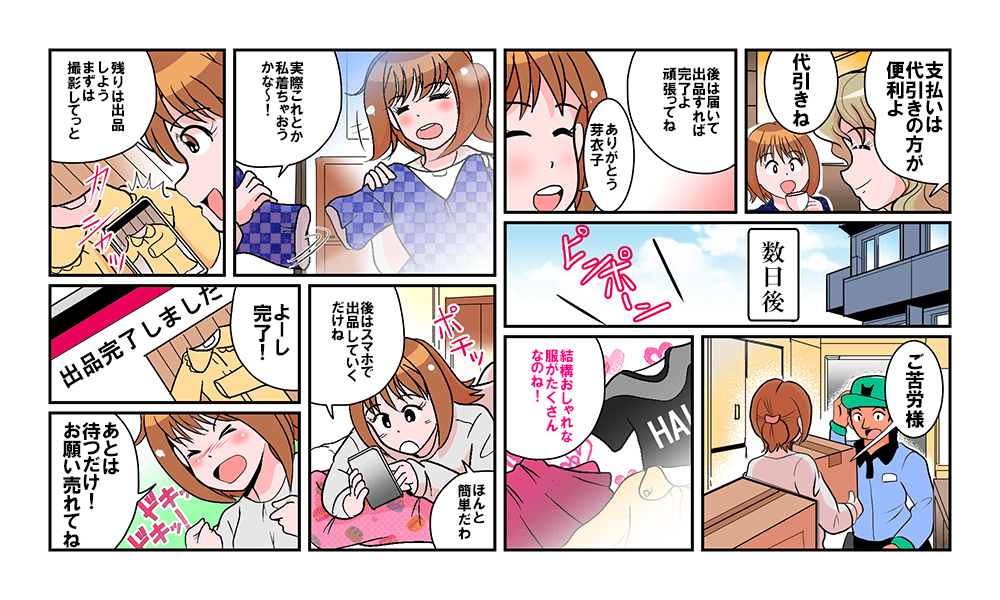 支払いは
代引きの方が
便利よ
代引きね
後は届いて
出品すれば
完了よ
頑張ってね
ありがとう
芽衣子
数日後
ピンポーン
ご苦労様
結構おしゃれな
服がたくさん
なのね！
HAL
実際これとか
私着ちゃおう
かな～！
残りは出品
しよう
まずは
撮影してっと
カシャッ
後はスマホで
出品していく
だけね
ポチッ
ほんと
簡単だわ
よーし
完了！
出品完了しました
あとは
待つだけ！
お願い売れてね
ドキッ
ドキッ！